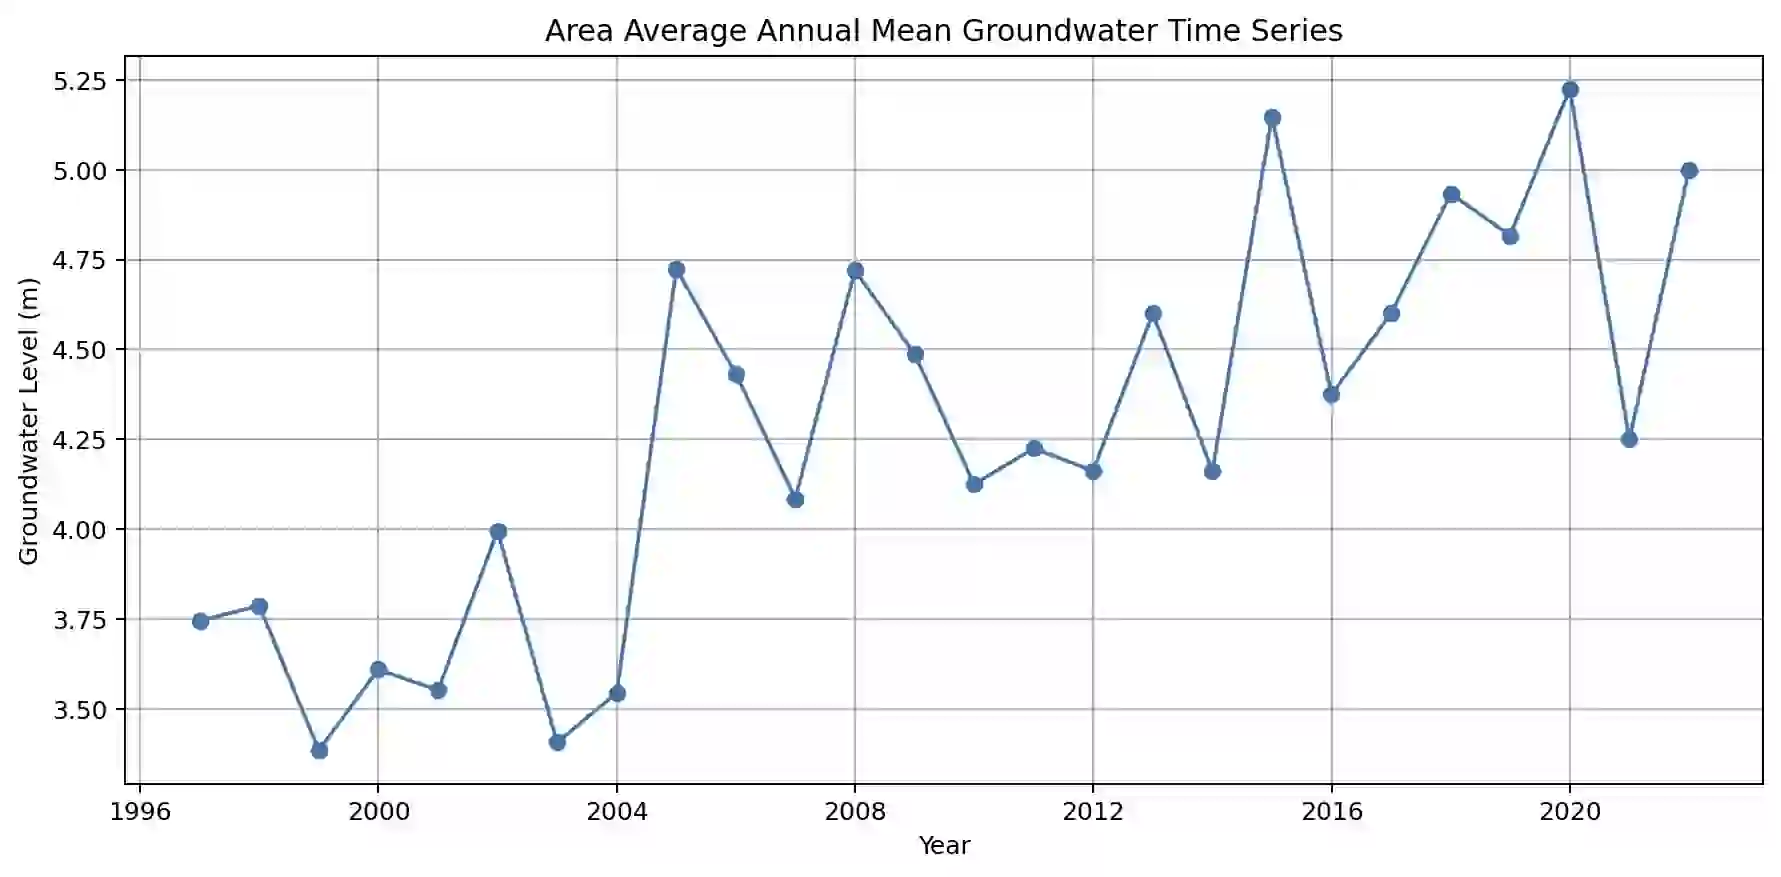 Area Average Annual Mean Groundwater Time Series
Groundwater Level (m)
5.25
5.00
4.75
4.50
4.25
4.00
3.75
3.50
1996 2000 2004 2008 2012 2016 2020
Year